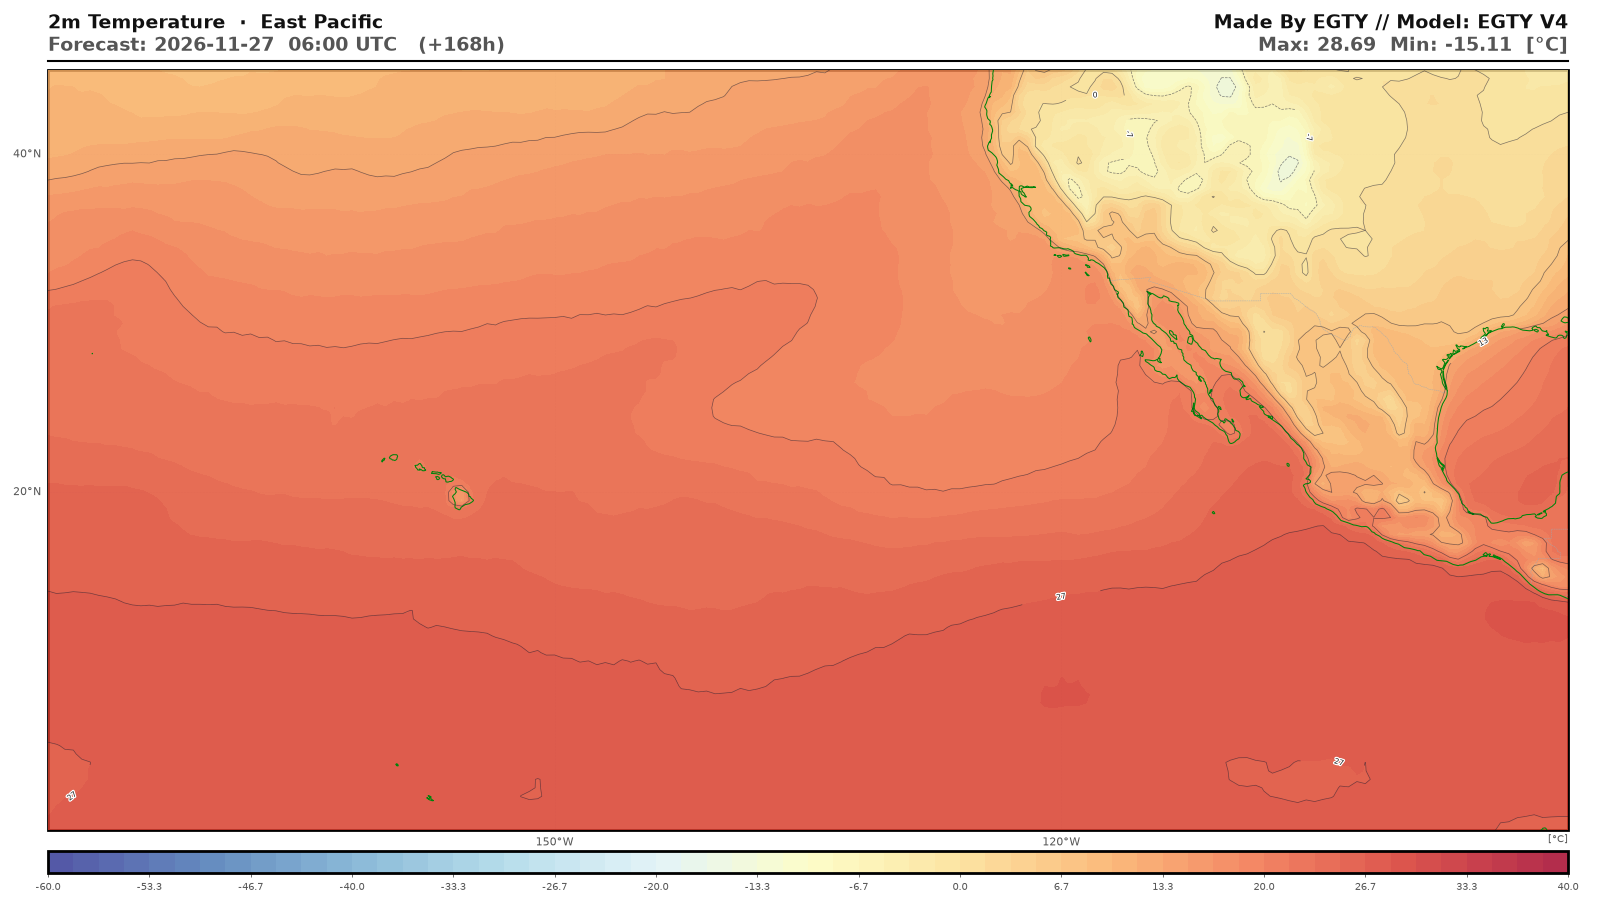 2m Temperature · East Pacific
Made By EGTY // Model: EGTY V4
Forecast: 2026-11-27 06:00 UTC (+168h)
Max: 28.69 Min: -15.11 [°C]
0
-7
-7
40°N
13
20°N
27
27
27
150°W
120°W
[°C]
-60.0 -53.3 -46.7 -40.0 -33.3 -26.7 -20.0 -13.3 -6.7 0.0 6.7 13.3 20.0 26.7 33.3 40.0